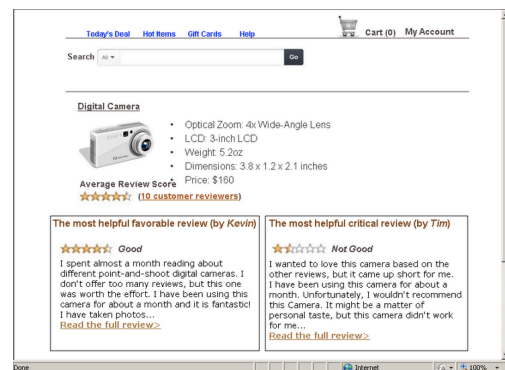 Today's Deal Hot Items Gift Cards Help Cart (0) My Account
Search All Go
Digital Camera
• Optical Zoom: 4x Wide-Angle Lens
• LCD: 3-inch LCD
• Weight: 5.2oz
• Dimensions: 3.8 x 1.2 x 2.1 inches
• Price: $160
Average Review Score
(10 customer reviewers)
The most helpful favorable review (by Kevin)
Good
I spent almost a month reading about
different point-and-shoot digital cameras. I
don't offer too many reviews, but this one
was worth the effort. I have been using this
camera for about a month and it is fantastic!
I have taken photos...
Read the full review>
The most helpful critical review (by Tim)
Not Good
I wanted to love this camera based on the
other reviews, but it came up short for me.
I have been using this camera for about a
month. Unfortunately, I wouldn't recommend
this Camera. It might be a matter of
personal taste, but this camera didn't work
for me...
Read the full review>
Done Internet 100%